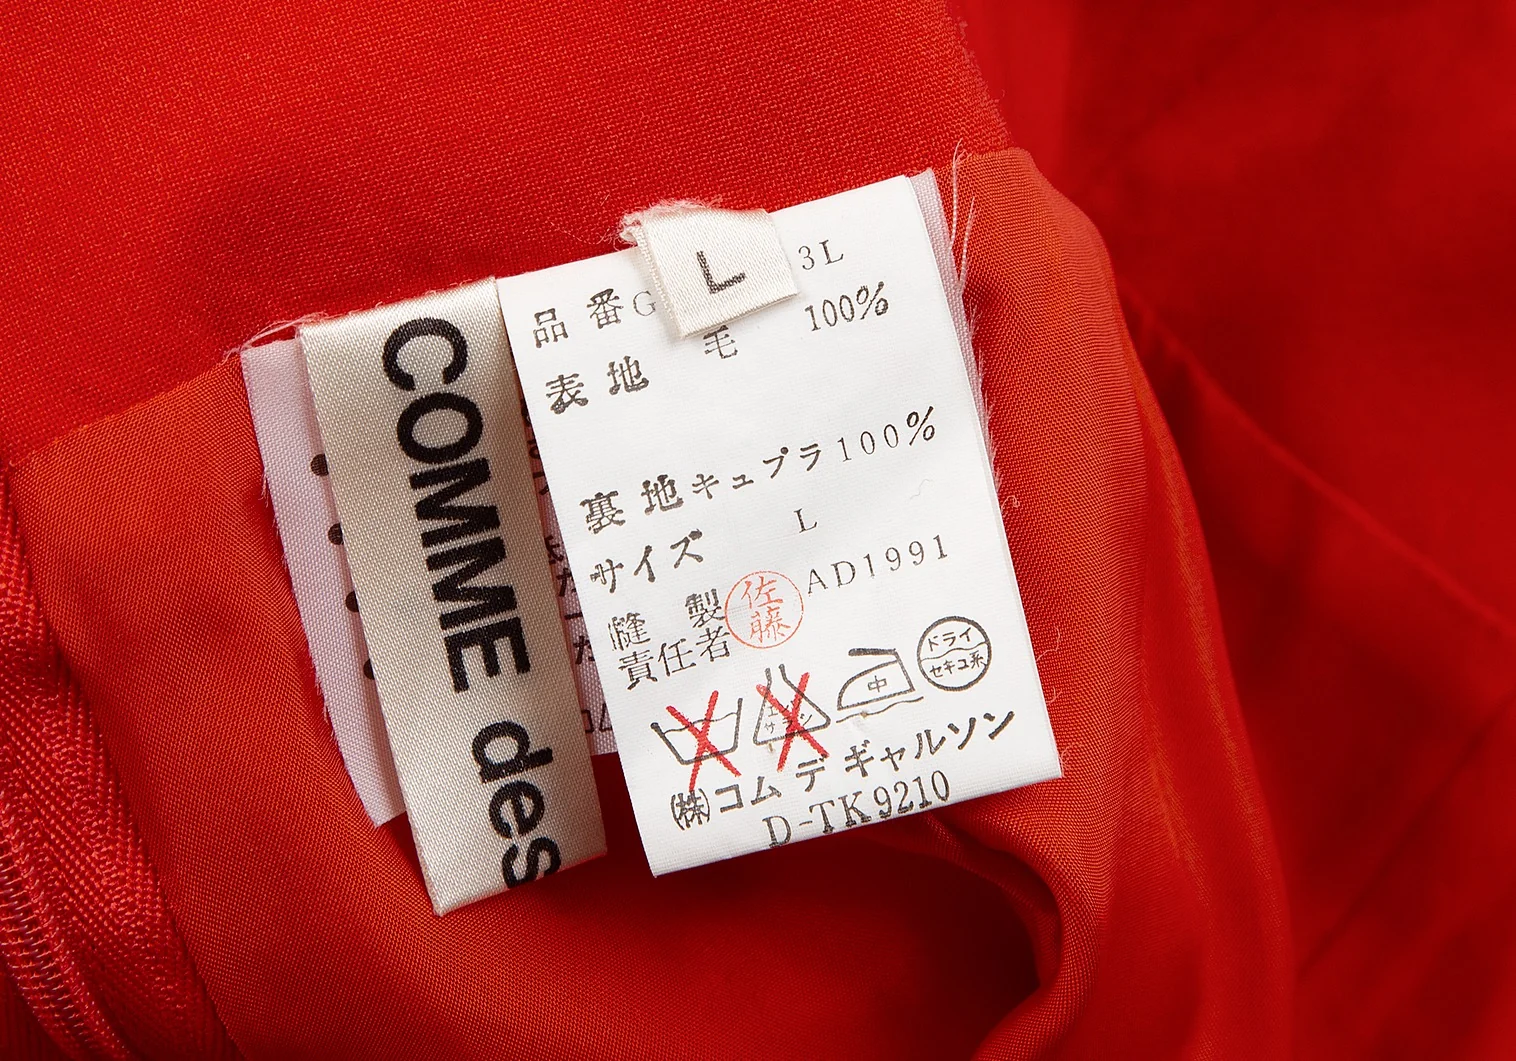 COMME des
L
品番G 3L
表地 毛 100%
裏地キュプラ100%
サイズ L
縫製 佐藤 AD1991
責任者
中
ドライ
セキユ系
㈱コム デ ギャルソン
D-TK9210